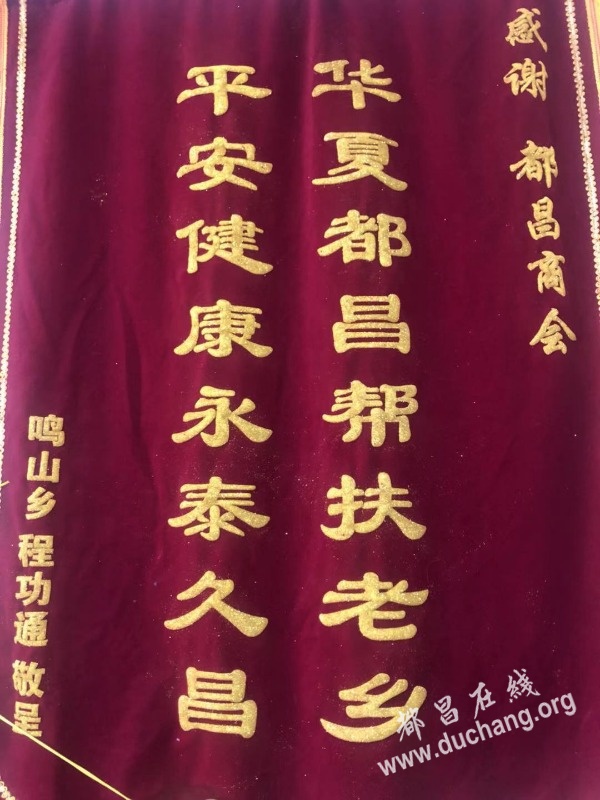 感谢 都昌商会
华夏都昌帮扶老乡
平安健康永泰久昌
鸣山乡 程功通 敬呈
都昌在线
www.duchang.org